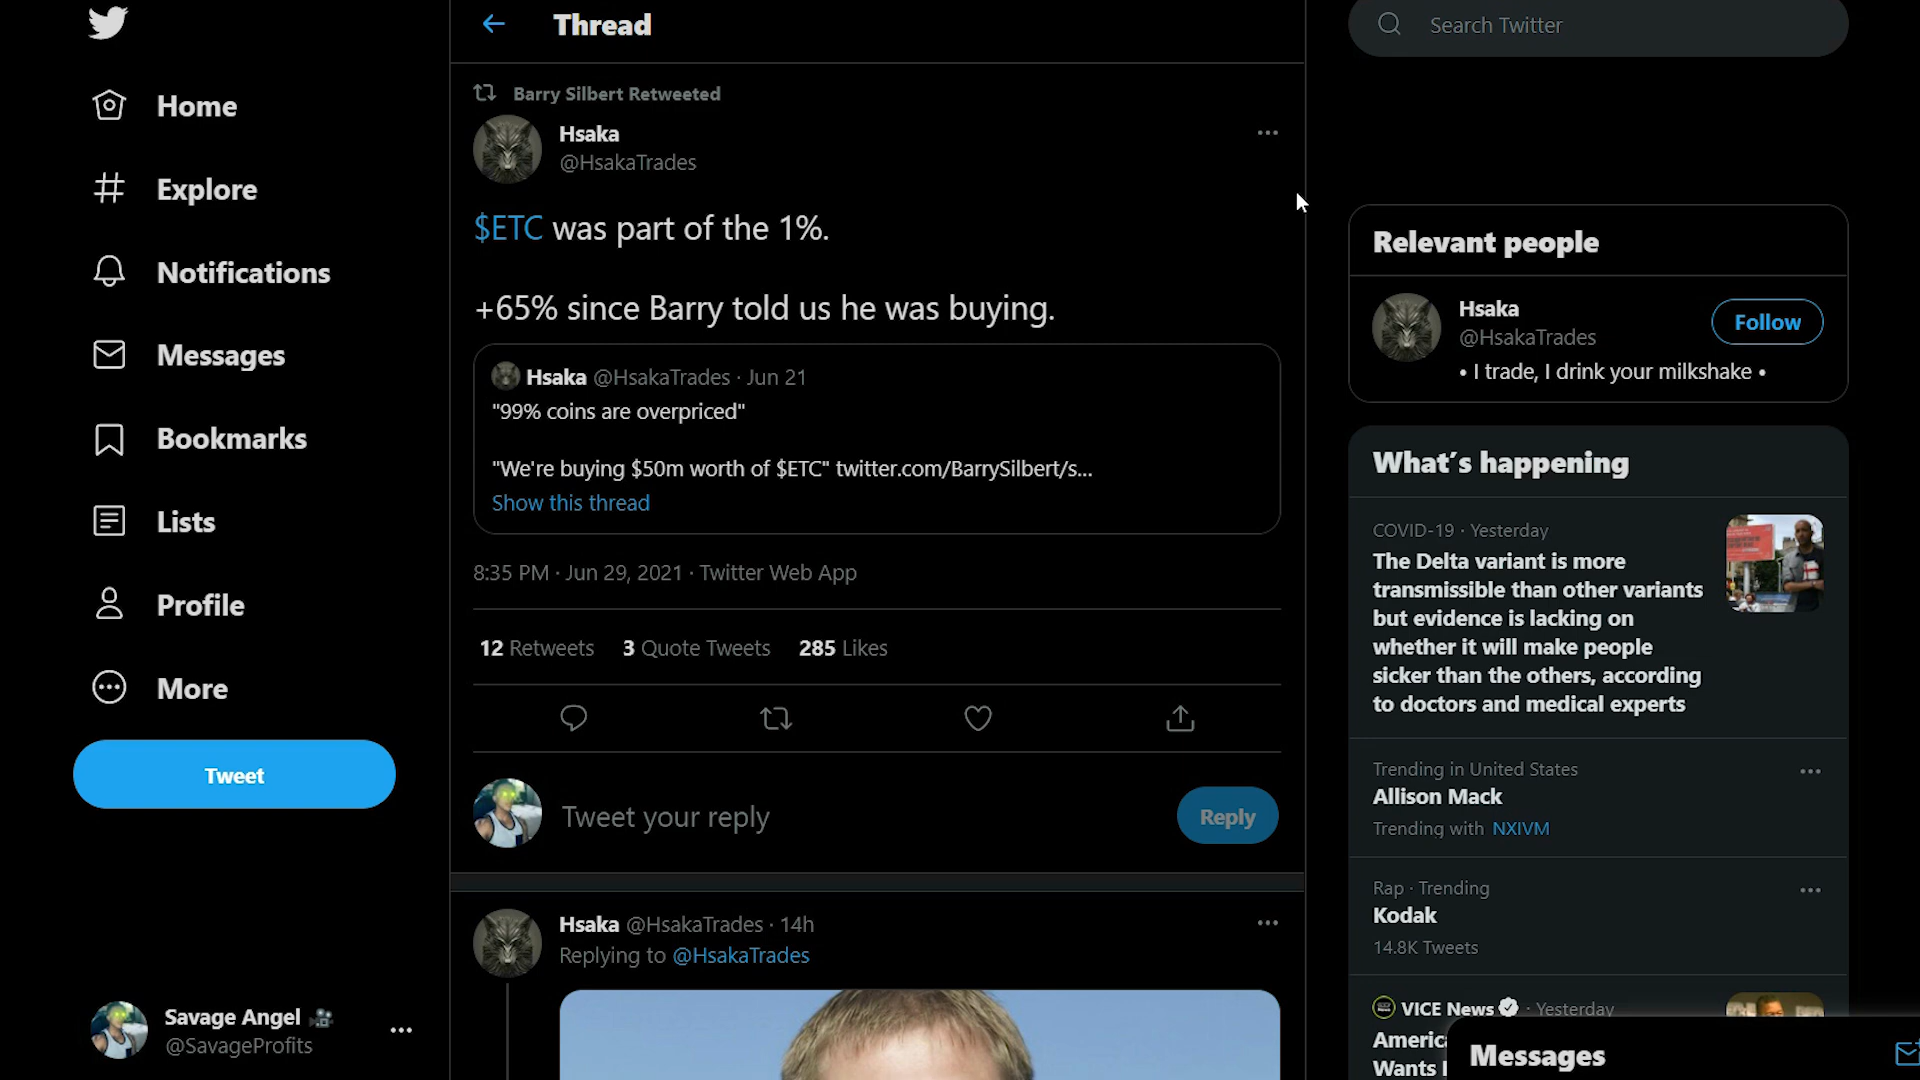 Home
Explore
Notifications
Messages
Bookmarks
Lists
Profile
More
Tweet
Savage Angel
@SavageProfits
Thread
Barry Silbert Retweeted
Hsaka
@HsakaTrades
$ETC was part of the 1%.
+65% since Barry told us he was buying.
Hsaka @HsakaTrades · Jun 21
"99% coins are overpriced"
"We're buying $50m worth of $ETC" twitter.com/BarrySilbert/s...
Show this thread
8:35 PM · Jun 29, 2021 · Twitter Web App
12 Retweets 3 Quote Tweets 285 Likes
Tweet your reply
Reply
Hsaka @HsakaTrades · 14h
Replying to @HsakaTrades
Search Twitter
Relevant people
Hsaka
@HsakaTrades
Follow
• I trade, I drink your milkshake •
What's happening
COVID-19 · Yesterday
The Delta variant is more
transmissible than other variants
but evidence is lacking on
whether it will make people
sicker than the others, according
to doctors and medical experts
Trending in United States
Allison Mack
Trending with NXIVM
Rap · Trending
Kodak
14.8K Tweets
VICE News · Yesterday
Messages